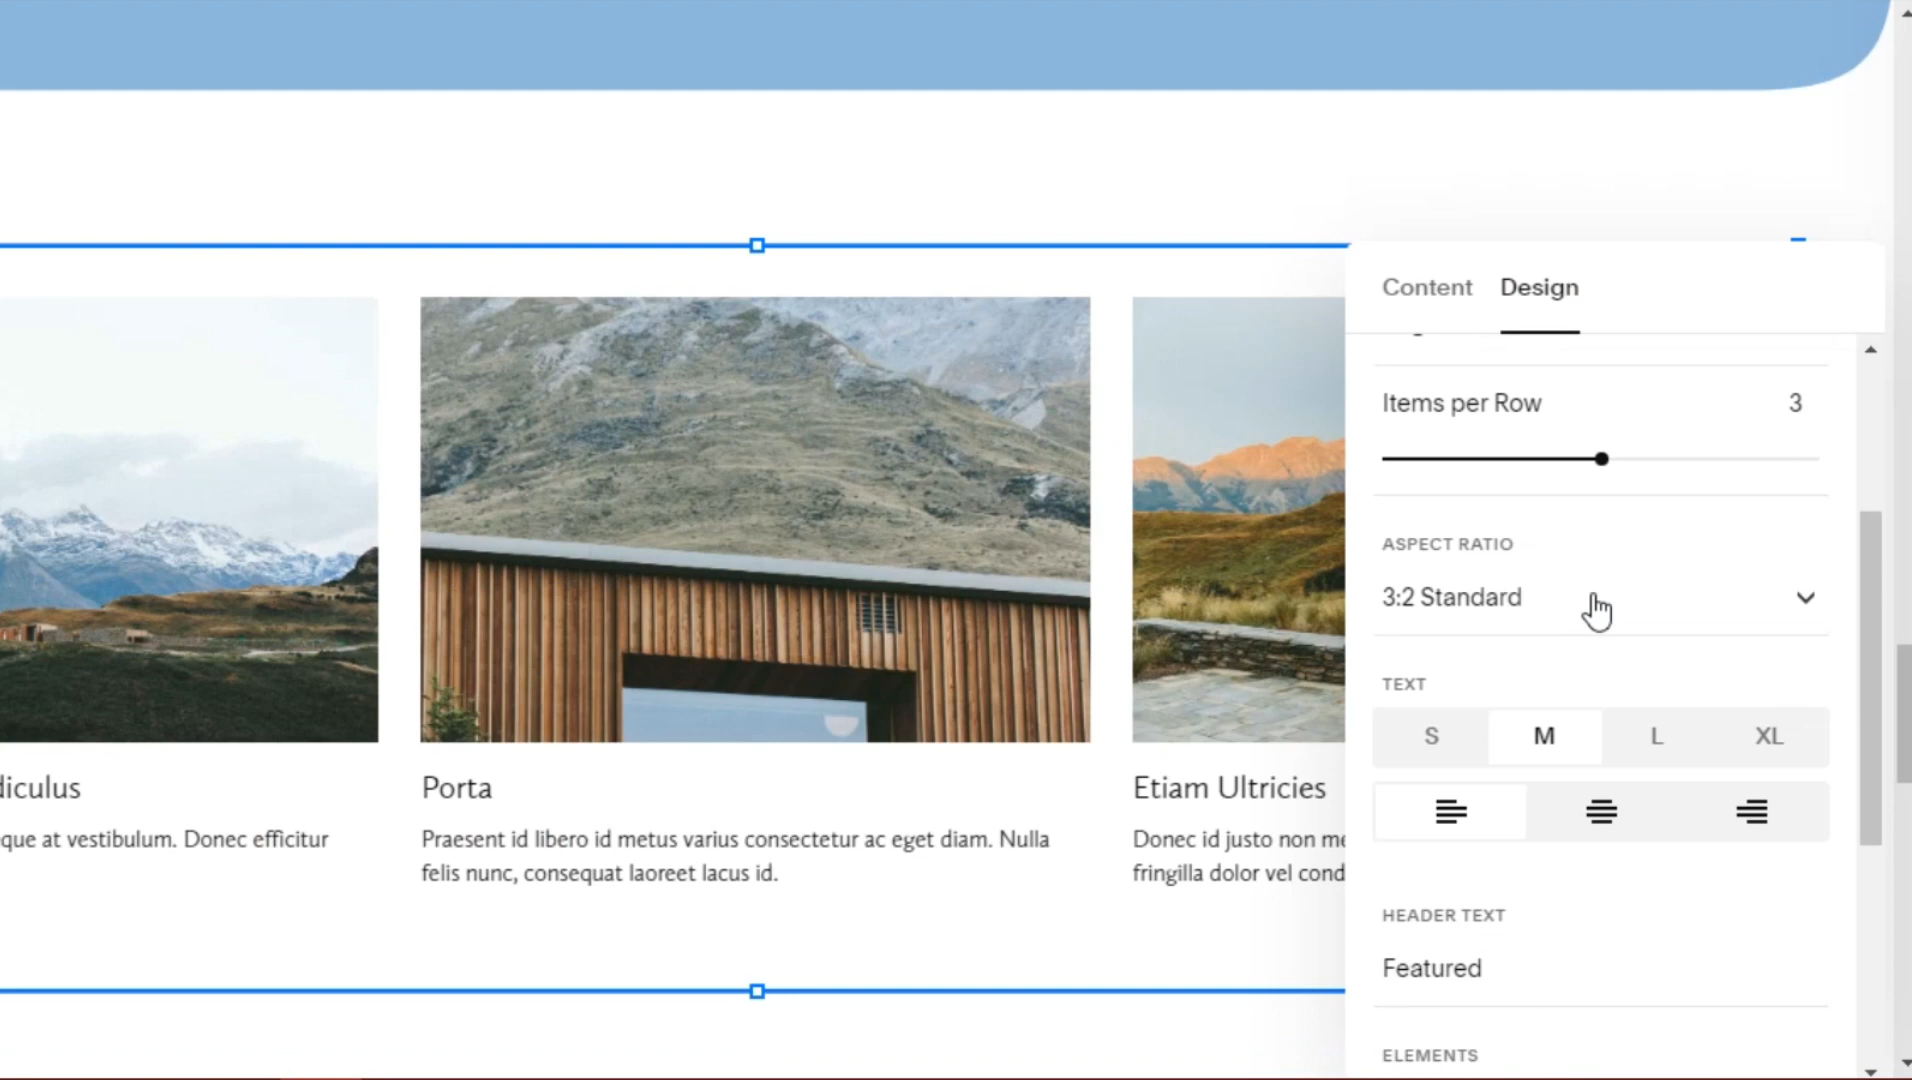 Content Design
Items per Row 3
ASPECT RATIO
3:2 Standard
TEXT
S M L XL
HEADER TEXT
Featured
ELEMENTS
diculus
que at vestibulum. Donec efficitur
Porta
Praesent id libero id metus varius consectetur ac eget diam. Nulla
felis nunc, consequat laoreet lacus id.
Etiam Ultricies
Donec id justo non me
fringilla dolor vel cond